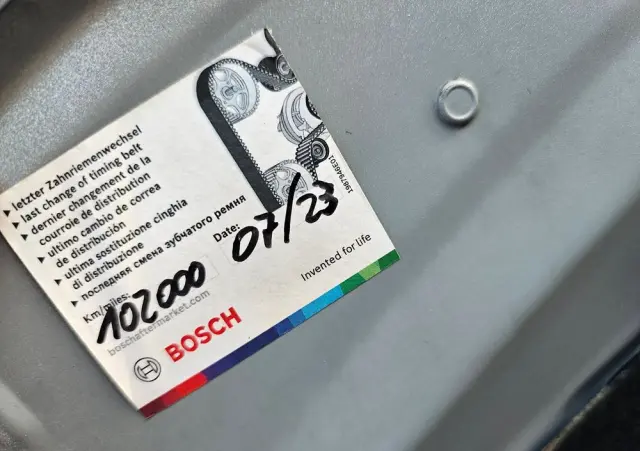 ▸ letzter Zahnriemenwechsel
▸ last change of timing belt
▸ dernier changement de la
courroie de distribution
▸ ultimo cambio de correa
de distribución
▸ ultima sostituzione cinghia
di distribuzione
▸ последняя смена зубчатого ремня
Km/miles:
102000
Date:
07/23
boschaftermarket.com
BOSCH
Invented for life